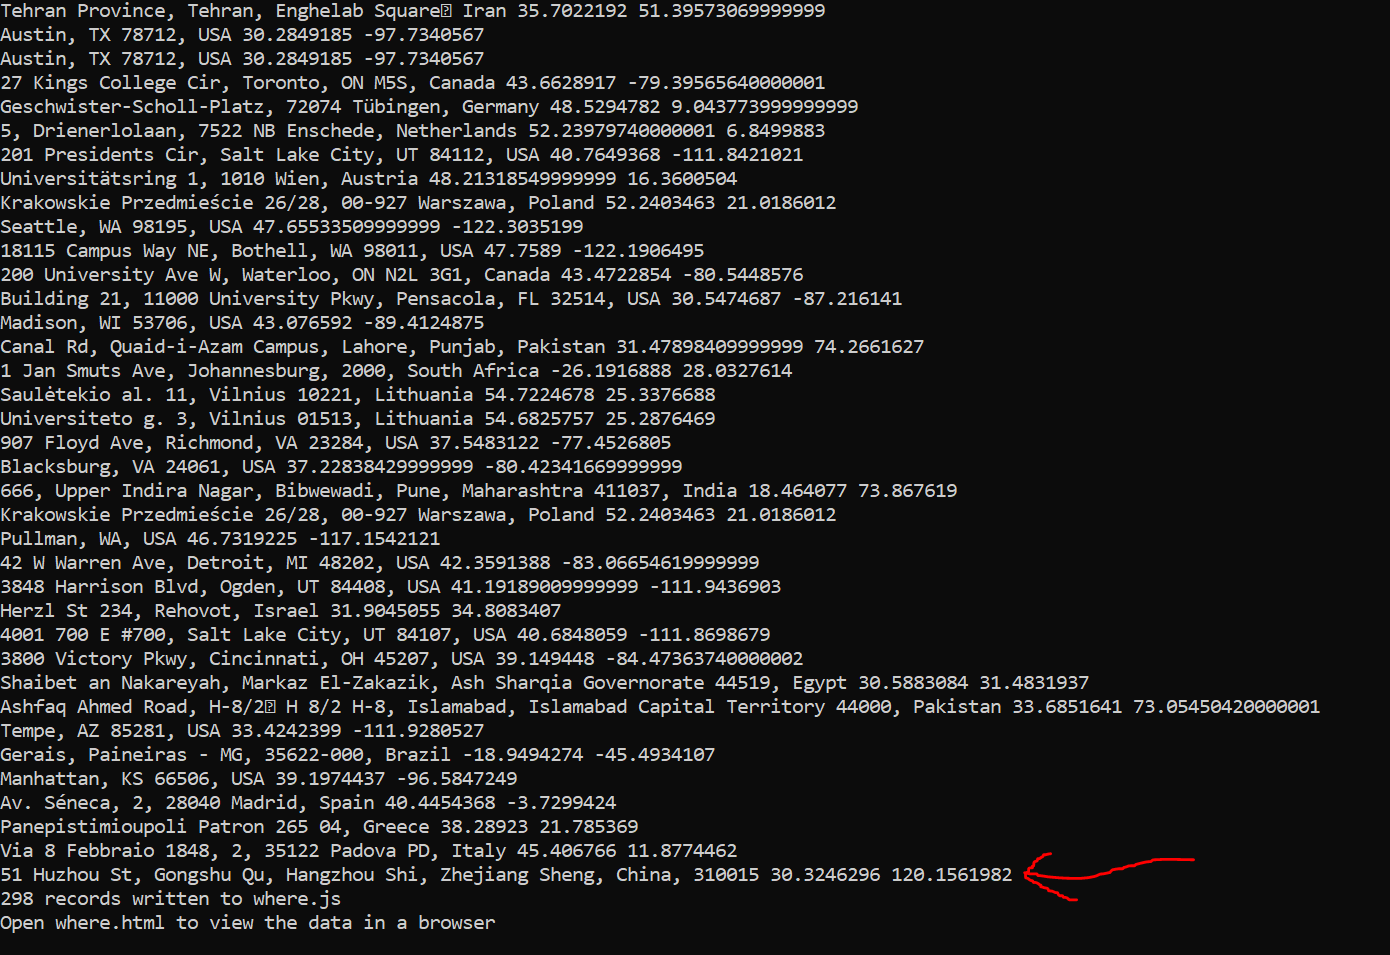 Tehran Province, Tehran, Enghelab Square Iran 35.7022192 51.39573069999999
Austin, TX 78712, USA 30.2849185 -97.7340567
Austin, TX 78712, USA 30.2849185 -97.7340567
27 Kings College Cir, Toronto, ON M5S, Canada 43.6628917 -79.39565640000001
Geschwister-Scholl-Platz, 72074 Tübingen, Germany 48.5294782 9.043773999999999
5, Drienerlolaan, 7522 NB Enschede, Netherlands 52.23979740000001 6.8499883
201 Presidents Cir, Salt Lake City, UT 84112, USA 40.7649368 -111.8421021
Universitätsring 1, 1010 Wien, Austria 48.21318549999999 16.3600504
Krakowskie Przedmieście 26/28, 00-927 Warszawa, Poland 52.2403463 21.0186012
Seattle, WA 98195, USA 47.65533509999999 -122.3035199
18115 Campus Way NE, Bothell, WA 98011, USA 47.7589 -122.1906495
200 University Ave W, Waterloo, ON N2L 3G1, Canada 43.4722854 -80.5448576
Building 21, 11000 University Pkwy, Pensacola, FL 32514, USA 30.5474687 -87.216141
Madison, WI 53706, USA 43.076592 -89.4124875
Canal Rd, Quaid-i-Azam Campus, Lahore, Punjab, Pakistan 31.47898409999999 74.2661627
1 Jan Smuts Ave, Johannesburg, 2000, South Africa -26.1916888 28.0327614
Saulėtekio al. 11, Vilnius 10221, Lithuania 54.7224678 25.3376688
Universiteto g. 3, Vilnius 01513, Lithuania 54.6825757 25.2876469
907 Floyd Ave, Richmond, VA 23284, USA 37.5483122 -77.4526805
Blacksburg, VA 24061, USA 37.22838429999999 -80.42341669999999
666, Upper Indira Nagar, Bibwewadi, Pune, Maharashtra 411037, India 18.464077 73.867619
Krakowskie Przedmieście 26/28, 00-927 Warszawa, Poland 52.2403463 21.0186012
Pullman, WA, USA 46.7319225 -117.1542121
42 W Warren Ave, Detroit, MI 48202, USA 42.3591388 -83.06654619999999
3848 Harrison Blvd, Ogden, UT 84408, USA 41.19189009999999 -111.9436903
Herzl St 234, Rehovot, Israel 31.9045055 34.8083407
4001 700 E #700, Salt Lake City, UT 84107, USA 40.6848059 -111.8698679
3800 Victory Pkwy, Cincinnati, OH 45207, USA 39.149448 -84.47363740000002
Shaibet an Nakareyah, Markaz El-Zakazik, Ash Sharqia Governorate 44519, Egypt 30.5883084 31.4831937
Ashfaq Ahmed Road, H-8/2 H 8/2 H-8, Islamabad, Islamabad Capital Territory 44000, Pakistan 33.6851641 73.05450420000001
Tempe, AZ 85281, USA 33.4242399 -111.9280527
Gerais, Paineiras - MG, 35622-000, Brazil -18.9494274 -45.4934107
Manhattan, KS 66506, USA 39.1974437 -96.5847249
Av. Séneca, 2, 28040 Madrid, Spain 40.4454368 -3.7299424
Panepistimioupoli Patron 265 04, Greece 38.28923 21.785369
Via 8 Febbraio 1848, 2, 35122 Padova PD, Italy 45.406766 11.8774462
51 Huzhou St, Gongshu Qu, Hangzhou Shi, Zhejiang Sheng, China, 310015 30.3246296 120.1561982
298 records written to where.js
Open where.html to view the data in a browser